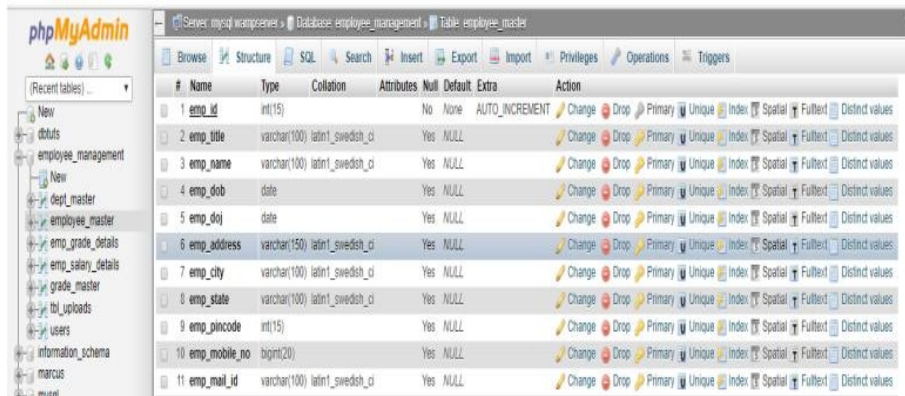 phpMyAdmin
(Recent tables) ...
New
dbtuts
employee_management
New
dept_master
employee_master
emp_grade_details
emp_salary_details
grade_master
tbl_uploads
users
information_schema
marcus
mysql
Server: mysql wampserver » Database: employee_management » Table: employee_master
Browse Structure SQL Search Insert Export Import Privileges Operations Triggers
# Name Type Collation Attributes Null Default Extra Action
1 emp_id int(15) No None AUTO_INCREMENT Change Drop Primary Unique Index Spatial Fulltext Distinct values
2 emp_title varchar(100) latin1_swedish_ci Yes NULL Change Drop Primary Unique Index Spatial Fulltext Distinct values
3 emp_name varchar(100) latin1_swedish_ci Yes NULL Change Drop Primary Unique Index Spatial Fulltext Distinct values
4 emp_dob date Yes NULL Change Drop Primary Unique Index Spatial Fulltext Distinct values
5 emp_doj date Yes NULL Change Drop Primary Unique Index Spatial Fulltext Distinct values
6 emp_address varchar(150) latin1_swedish_ci Yes NULL Change Drop Primary Unique Index Spatial Fulltext Distinct values
7 emp_city varchar(100) latin1_swedish_ci Yes NULL Change Drop Primary Unique Index Spatial Fulltext Distinct values
8 emp_state varchar(100) latin1_swedish_ci Yes NULL Change Drop Primary Unique Index Spatial Fulltext Distinct values
9 emp_pincode int(15) Yes NULL Change Drop Primary Unique Index Spatial Fulltext Distinct values
10 emp_mobile_no bigint(20) Yes NULL Change Drop Primary Unique Index Spatial Fulltext Distinct values
11 emp_mail_id varchar(100) latin1_swedish_ci Yes NULL Change Drop Primary Unique Index Spatial Fulltext Distinct values